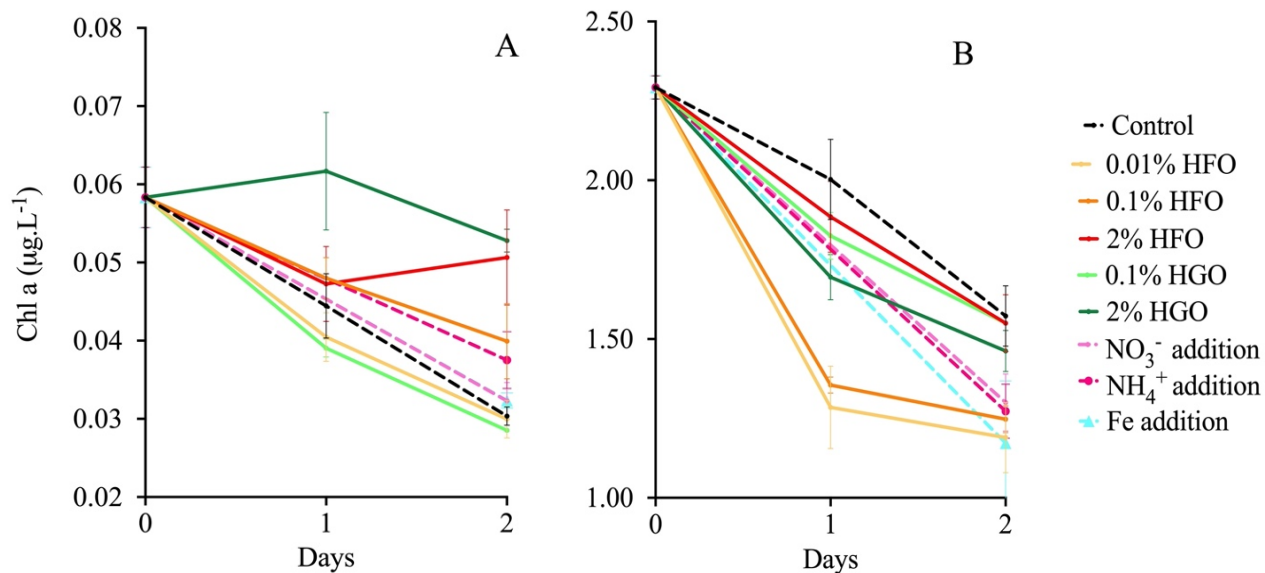 A
Chl a (µg.L⁻¹)
0.08
0.07
0.06
0.05
0.04
0.03
0.02
0 1 2
Days
B
2.50
2.00
1.50
1.00
0 1 2
Days
Control
0.01% HFO
0.1% HFO
2% HFO
0.1% HGO
2% HGO
NO₃⁻ addition
NH₄⁺ addition
Fe addition